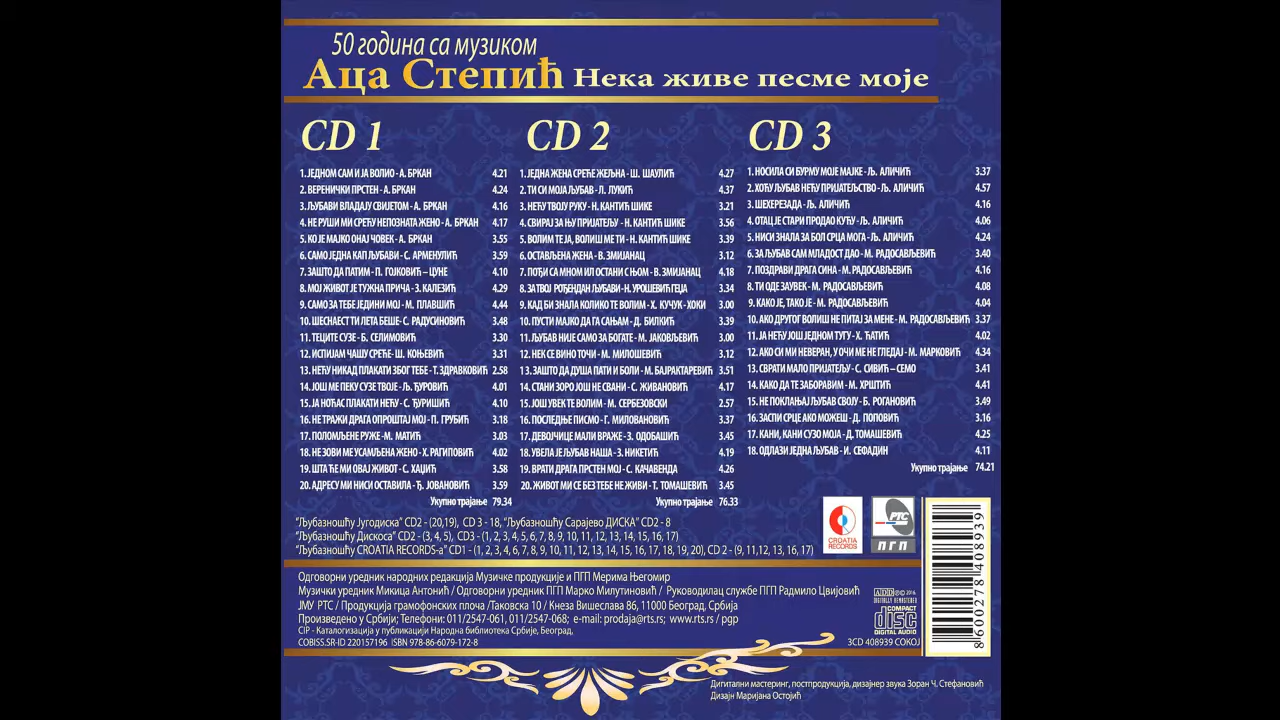 50 година са музиком
Аца Степић Нека живе песме моје
CD 1
1. ЈЕДНОМ САМ И ЈА ВОЛИО - А. БРКАН 4.21
2. ВЕРЕНИЧКИ ПРСТЕН - А. БРКАН 4.24
3. ЉУБАВИ ВЛАДАЈУ СВИЈЕТОМ - А. БРКАН 4.16
4. НЕ РУШИ МИ СРЕЋУ НЕПОЗНАТА ЖЕНО - А. БРКАН 4.17
5. КО ЈЕ МАЈКО ОНАЈ ЧОВЕК - А. БРКАН 3.55
6. САМО ЈЕДНА КАП ЉУБАВИ - С. АРМЕНУЛИЋ 3.59
7. ЗАШТО ДА ПАТИМ - П. ГОЈКОВИЋ – ЦУНЕ 4.10
8. МОЈ ЖИВОТ ЈЕ ТУЖНА ПРИЧА - З. КАЛЕЗИЋ 4.29
9. САМО ЗА ТЕБЕ ЈЕДИНИ МОЈ - М. ПЛАВШИЋ 4.44
10. ШЕСНАЕСТ ТИ ЛЕТА БЕШЕ- С. РАДУСИНОВИЋ 3.48
11. ТЕЦИТЕ СУЗЕ - Б. СЕЛИМОВИЋ 3.30
12. ИСПИЈАМ ЧАШУ СРЕЋЕ- Ш. КОЊЕВИЋ 3.31
13. НЕЋУ НИКАД ПЛАКАТИ ЗБОГ ТЕБЕ - Т. ЗДРАВКОВИЋ 2.58
14. ЈОШ МЕ ПЕКУ СУЗЕ ТВОЈЕ - Љ. ЂУРОВИЋ 4.01
15. ЈА НОЋАС ПЛАКАТИ НЕЋУ - С. ЂУРИШИЋ 4.10
16. НЕ ТРАЖИ ДРАГА ОПРОШТАЈ МОЈ - П. ГРУБИЋ 3.18
17. ПОЛОМЉЕНЕ РУЖЕ - М. МАТИЋ 3.03
18. НЕ ЗОВИ МЕ УСАМЉЕНА ЖЕНО - Х. РАГИПОВИЋ 4.02
19. ШТА ЋЕ МИ ОВАЈ ЖИВОТ - С. ХАЏИЋ 3.58
20. АДРЕСУ МИ НИСИ ОСТАВИЛА - Ђ. ЈОВАНОВИЋ 3.59
Укупно трајање 79.34
CD 2
1. ЈЕДНА ЖЕНА СРЕЋЕ ЖЕЉНА - Ш. ШАУЛИЋ 4.27
2. ТИ СИ МОЈА ЉУБАВ - Л. ЛУКИЋ 4.37
3. НЕЋУ ТВОЈУ РУКУ - Н. КАНТИЋ ШИКЕ 3.21
4. СВИРАЈ ЗА ЊУ ПРИЈАТЕЉУ - Н. КАНТИЋ ШИКЕ 3.56
5. ВОЛИМ ТЕ ЈА, ВОЛИШ МЕ ТИ - Н. КАНТИЋ ШИКЕ 3.39
6. ОСТАВЉЕНА ЖЕНА - В. ЗМИЈАНАЦ 3.12
7. ПОЂИ СА МНОМ ИЛ ОСТАНИ С ЊОМ - В. ЗМИЈАНАЦ 4.18
8. ЗА ТВОЈ РОЂЕНДАН ЉУБАВИ- Н. УРОШЕВИЋ ГЕЦА 3.34
9. КАД БИ ЗНАЛА КОЛИКО ТЕ ВОЛИМ - Х. КУЧУК - ХОКИ 3.00
10. ПУСТИ МАЈКО ДА ГА САЊАМ - Д. БИЛКИЋ 3.39
11. ЉУБАВ НИЈЕ САМО ЗА БОГАТЕ - М. ЈАКОВЉЕВИЋ 3.00
12. НЕК СЕ ВИНО ТОЧИ - М. МИЛОШЕВИЋ 3.12
13. ЗАШТО ДА ДУША ПАТИ И БОЛИ - М. БАЈРАКТАРЕВИЋ 3.51
14. СТАНИ ЗОРО ЈОШ НЕ СВАНИ - С. ЖИВАНОВИЋ 4.17
15. ЈОШ УВЕК ТЕ ВОЛИМ - М. СЕРБЕЗОВСКИ 2.57
16. ПОСЛЕДЊЕ ПИСМО - Г. МИЛОВАНОВИЋ 3.37
17. ДЕВОЈЧИЦЕ МАЛИ ВРАЖЕ - З. ОДОБАШИЋ 3.45
18. УВЕЛА ЈЕ ЉУБАВ НАША - З. НИКЕТИЋ 4.19
19. ВРАТИ ДРАГА ПРСТЕН МОЈ - С. КАЧАВЕНДА 4.26
20. ЖИВОТ МИ СЕ БЕЗ ТЕБЕ НЕ ЖИВИ - Т. ТОМАШЕВИЋ 3.45
Укупно трајање 76.33
CD 3
1. НОСИЛА СИ БУРМУ МОЈЕ МАЈКЕ - Љ. АЛИЧИЋ 3.37
2. ХОЋУ ЉУБАВ НЕЋУ ПРИЈАТЕЉСТВО - Љ. АЛИЧИЋ 4.57
3. ШЕХЕРЕЗАДА - Љ. АЛИЧИЋ 4.16
4. ОТАЦ ЈЕ СТАРИ ПРОДАО КУЋУ - Љ. АЛИЧИЋ 4.06
5. НИСИ ЗНАЛА ЗА БОЛ СРЦА МОГА - Љ. АЛИЧИЋ 4.24
6. ЗА ЉУБАВ САМ МЛАДОСТ ДАО - М. РАДОСАВЉЕВИЋ 3.40
7. ПОЗДРАВИ ДРАГА СИНА - М. РАДОСАВЉЕВИЋ 4.16
8. ТИ ОДЕ ЗАУВЕК - М. РАДОСАВЉЕВИЋ 4.08
9. КАКО ЈЕ, ТАКО ЈЕ - М. РАДОСАВЉЕВИЋ 4.04
10. АКО ДРУГОГ ВОЛИШ НЕ ПИТАЈ ЗА МЕНЕ - М. РАДОСАВЉЕВИЋ 3.37
11. ЈА НЕЋУ ЈОШ ЈЕДНОМ ТУГУ - Х. ЋАТИЋ 4.02
12. АКО СИ МИ НЕВЕРАН, У ОЧИ МЕ НЕ ГЛЕДАЈ - М. МАРКОВИЋ 4.34
13. СВРАТИ МАЛО ПРИЈАТЕЉУ - С. СИВИЋ – СЕМО 3.41
14. КАКО ДА ТЕ ЗАБОРАВИМ - М. ХРШТИЋ 4.41
15. НЕ ПОКЛАЊАЈ ЉУБАВ СВОЈУ - Б. РОГАНОВИЋ 3.49
16. ЗАСПИ СРЦЕ АКО МОЖЕШ - Д. ПОПОВИЋ 3.16
17. КАНИ, КАНИ СУЗО МОЈА - Д. ТОМАШЕВИЋ 4.25
18. ОДЛАЗИ ЈЕДНА ЉУБАВ - И. СЕФАДИН 4.11
Укупно трајање 74.21
"Љубазношћу Југодиска" CD2 - (20,19), CD 3 - 18, "Љубазношћу Сарајево ДИСКА" CD2 - 8
"Љубазношћу Дискоса" CD2 - (3, 4, 5), CD3 - (1, 2, 3, 4, 5, 6, 7, 8, 9, 10, 11, 12, 13, 14, 15, 16, 17)
"Љубазношћу CROATIA RECORDS-a" CD1 - (1, 2, 3, 4, 6, 7, 8, 9, 10, 11, 12, 13, 14, 15, 16, 17, 18, 19, 20), CD 2 - (9, 11,12, 13, 16, 17)
CROATIA RECORDS
РТС
ПГП
Одговорни уредник народних редакција Музичке продукције и ПГП Мерима Његомир
Музички уредник Микица Антонић / Одговорни уредник ПГП Марко Милутиновић / Руководилац службе ПГП Радмило Цвијовић
ЈМУ РТС / Продукција грамофонских плоча /Таковска 10 / Кнеза Вишеслава 86, 11000 Београд, Србија
Произведено у Србији; Телефони: 011/2547-061, 011/2547-068; e-mail: prodaja@rts.rs; www.rts.rs / pgp
CIP - Каталогизација у публикацији Народна библиотека Србије, Београд,
COBISS.SR-ID 220157196 ISBN 978-86-6079-172-8
ADD ℗© 2016
DIGITALLY REMASTERED
COMPACT
disc
DIGITAL AUDIO
3CD 408939 СОКОЈ
8600278408939
Дигитални мастеринг, постпродукција, дизајнер звука Зоран Ч. Стефановић
Дизајн Маријана Остојић